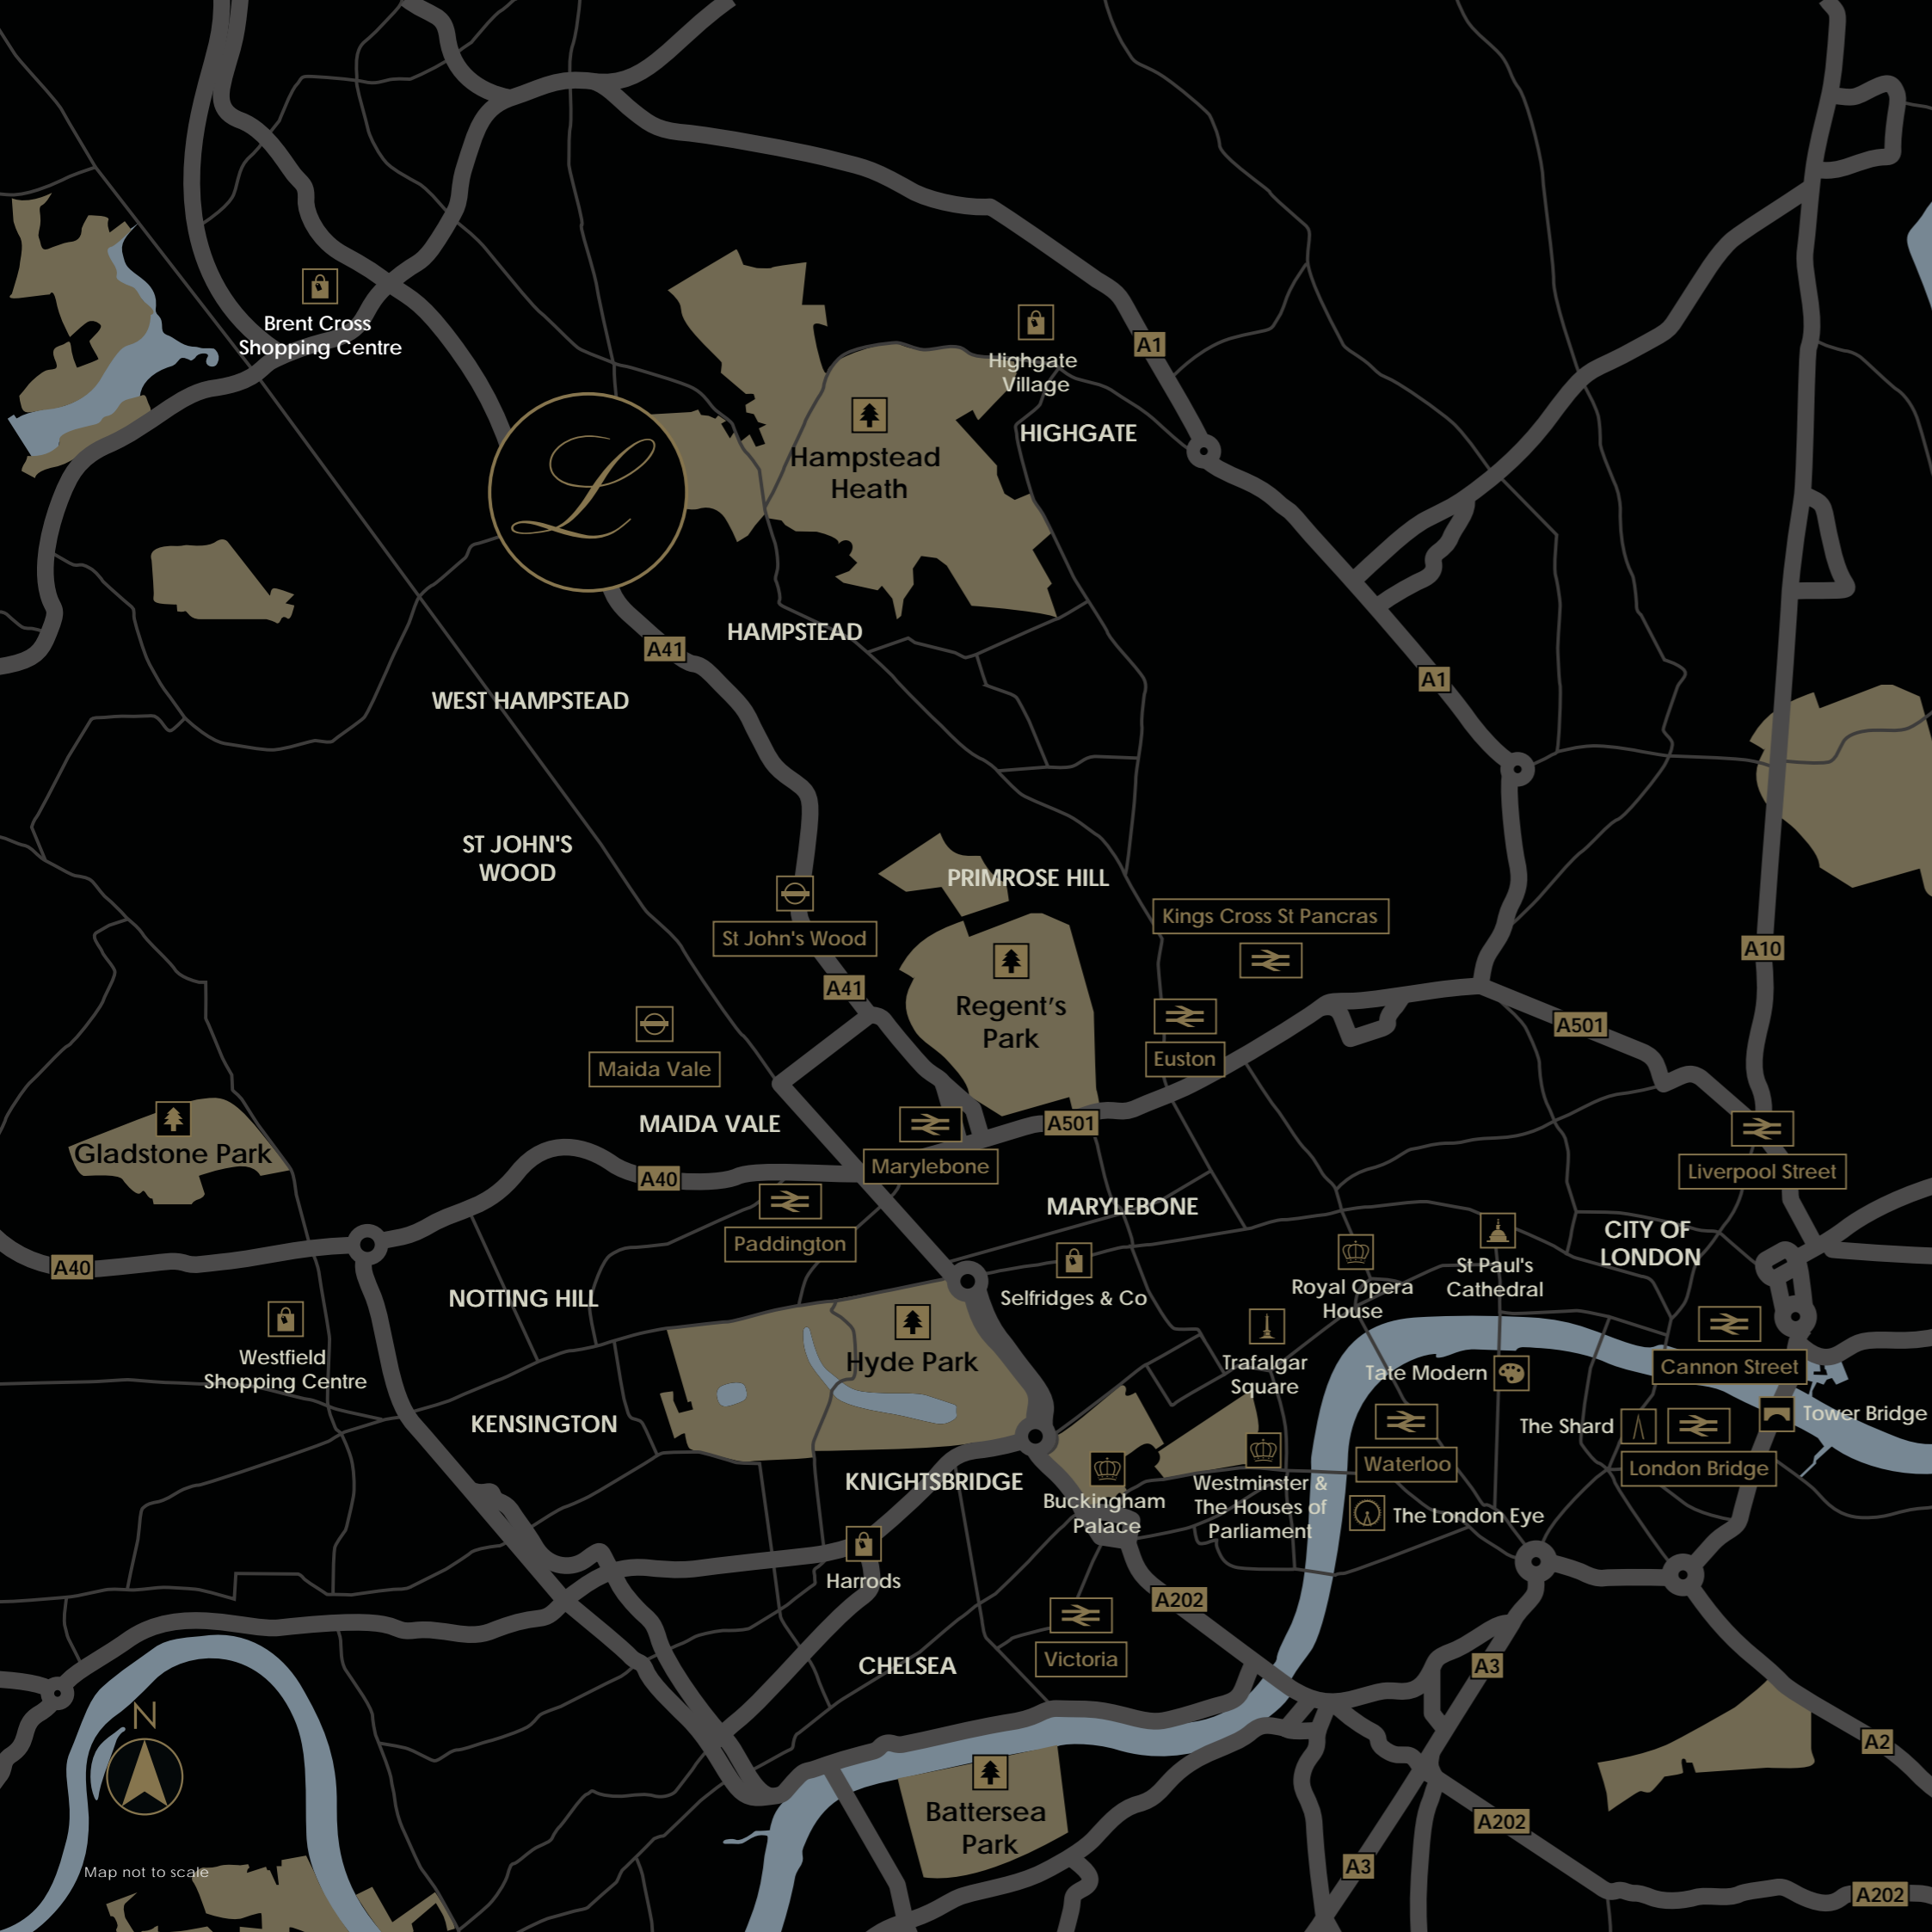 Brent Cross
Shopping Centre
Highgate
Village
A1
HIGHGATE
L
Hampstead
Heath
HAMPSTEAD
A41
A1
WEST HAMPSTEAD
ST JOHN'S
WOOD
PRIMROSE HILL
Kings Cross St Pancras
St John's Wood
A10
A41
Regent's
Park
A501
Euston
Maida Vale
MAIDA VALE
A501
Gladstone Park
Marylebone
Liverpool Street
A40
MARYLEBONE
Paddington
CITY OF
LONDON
A40
St Paul's
Cathedral
Royal Opera
House
NOTTING HILL
Selfridges & Co
Westfield
Shopping Centre
Hyde Park
Trafalgar
Square
Tate Modern
Cannon Street
KENSINGTON
The Shard
Tower Bridge
Waterloo
London Bridge
KNIGHTSBRIDGE
Buckingham
Palace
Westminster &
The Houses of
Parliament
The London Eye
Harrods
A202
Victoria
CHELSEA
A3
N
A2
Battersea
Park
A202
Map not to scale
A3
A202